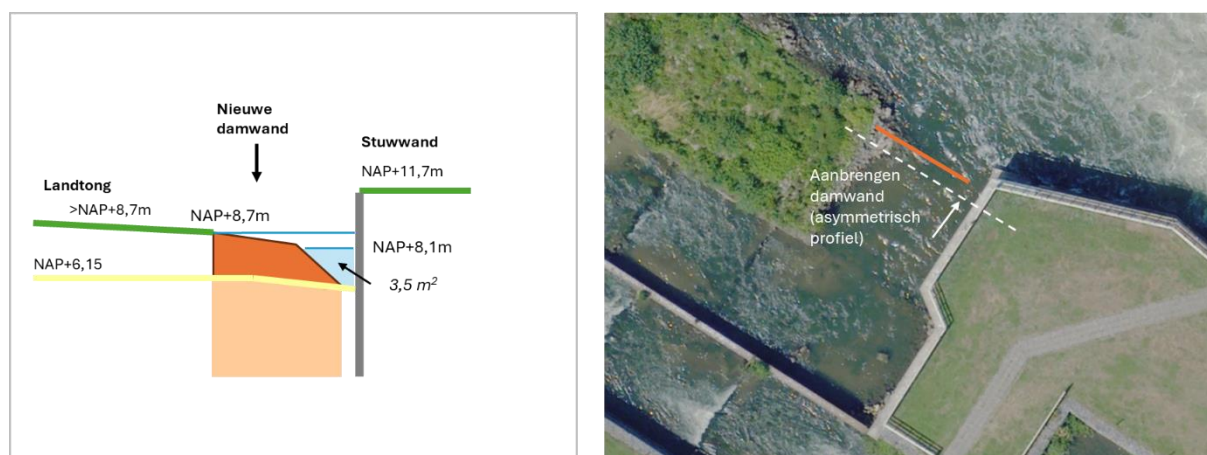 Nieuwe
damwand
Stuwwand
NAP+11,7m
Landtong
>NAP+8,7m
NAP+8,7m
NAP+8,1m
NAP+6,15
3,5 m²
Aanbrengen
damwand
(asymmetrisch
profiel)